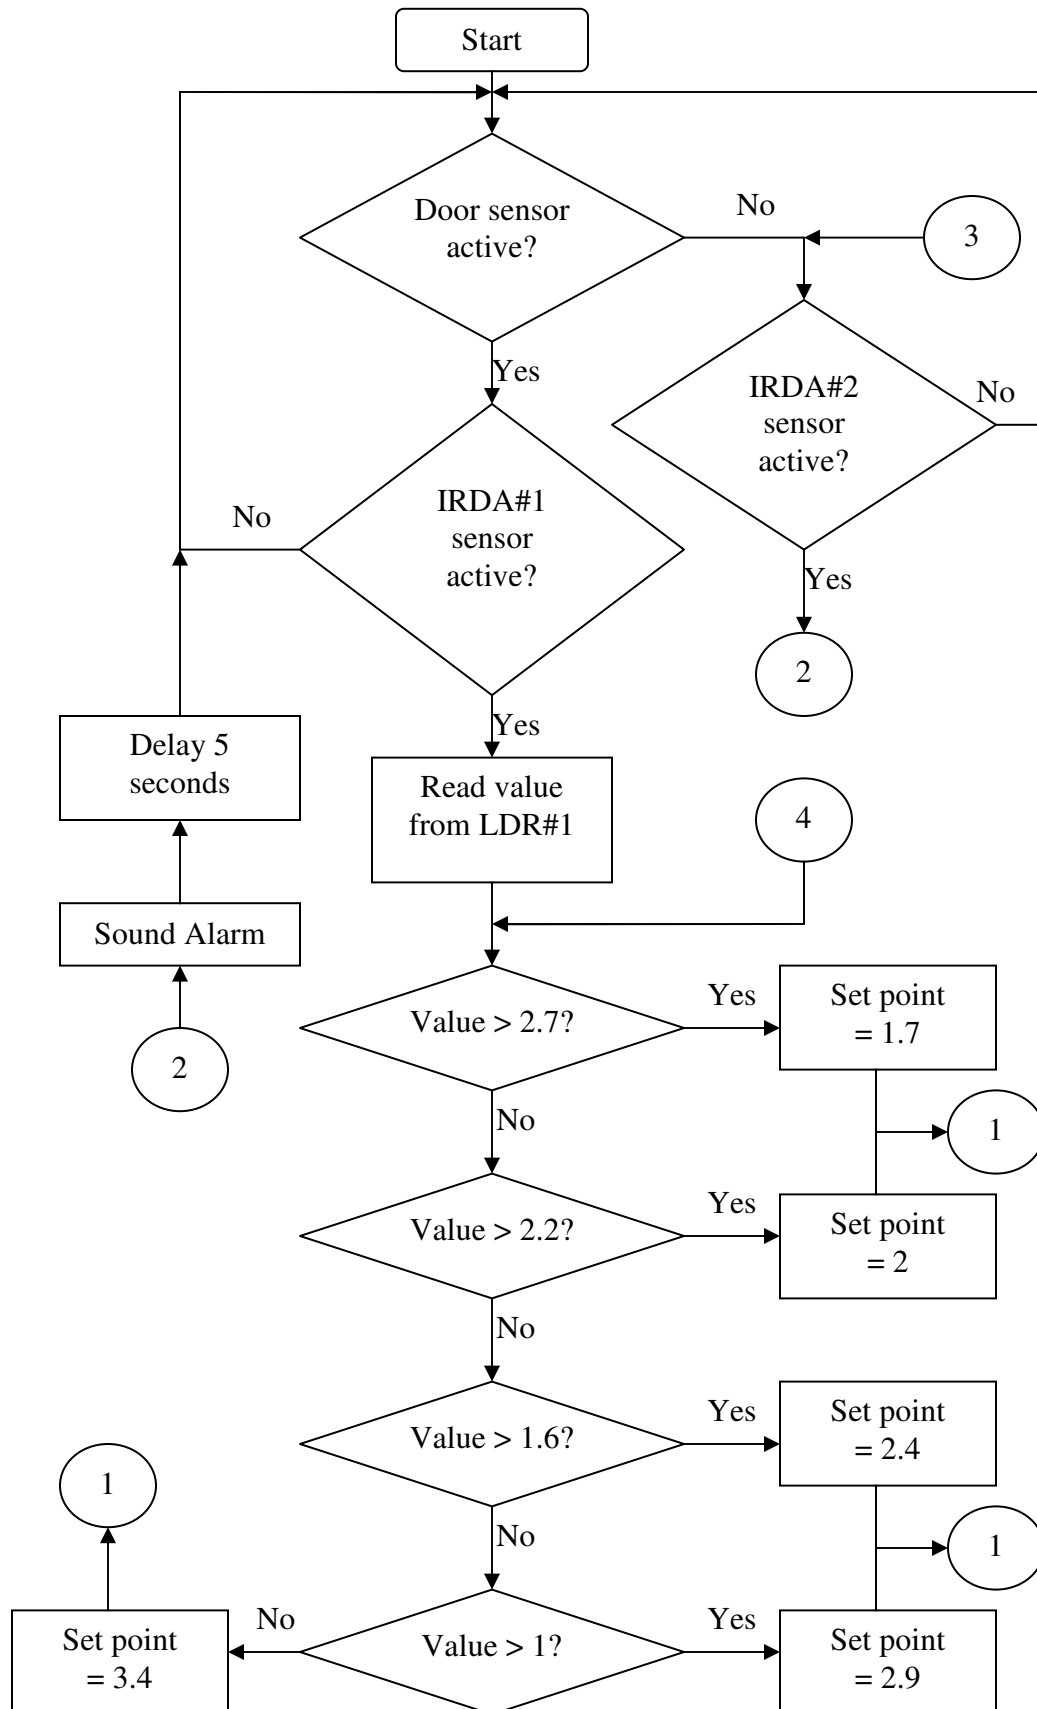 Start
Door sensor
active?
No
3
Yes
IRDA#2
sensor
active?
No
IRDA#1
sensor
active?
No
Yes
2
Yes
Delay 5
seconds
Read value
from LDR#1
4
Sound Alarm
Value > 2.7?
Yes
Set point
= 1.7
2
No
1
Value > 2.2?
Yes
Set point
= 2
No
Value > 1.6?
Yes
Set point
= 2.4
1
No
1
Value > 1?
No
Yes
Set point
= 3.4
Set point
= 2.9